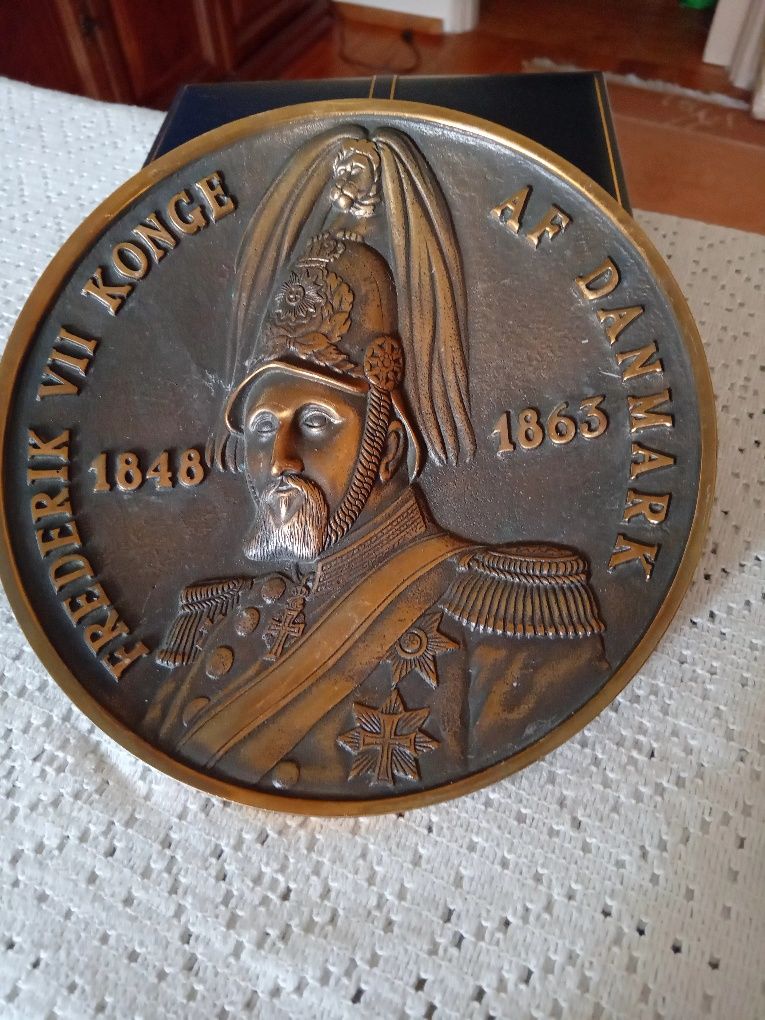 FREDERIK VII KONGE AF DANMARK
1848 1863